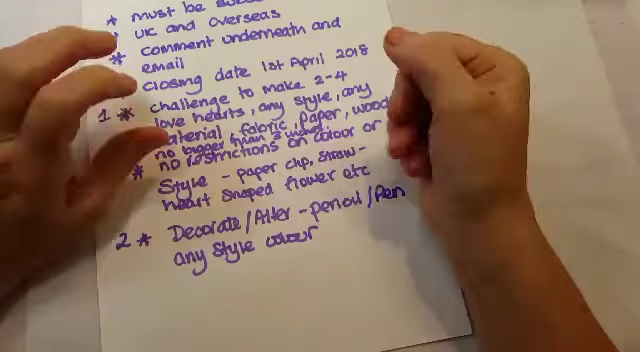 * must be
* UK and overseas
* comment underneath and
email
closing date 1st April 2018
1 * challenge to make 2-4
love hearts, any style, any
material, fabric, paper, wood
no bigger than 3 inches
* no restrictions on colour or
Style - paper clip, straw -
heart shaped flower etc
2 * Decorate/Alter - pencil/Pen
any style colour